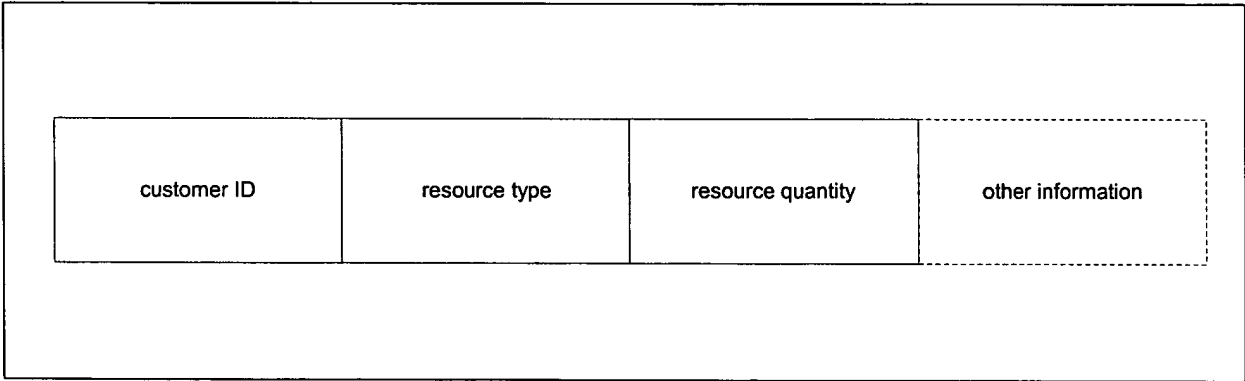 customer ID
resource type
resource quantity
other information